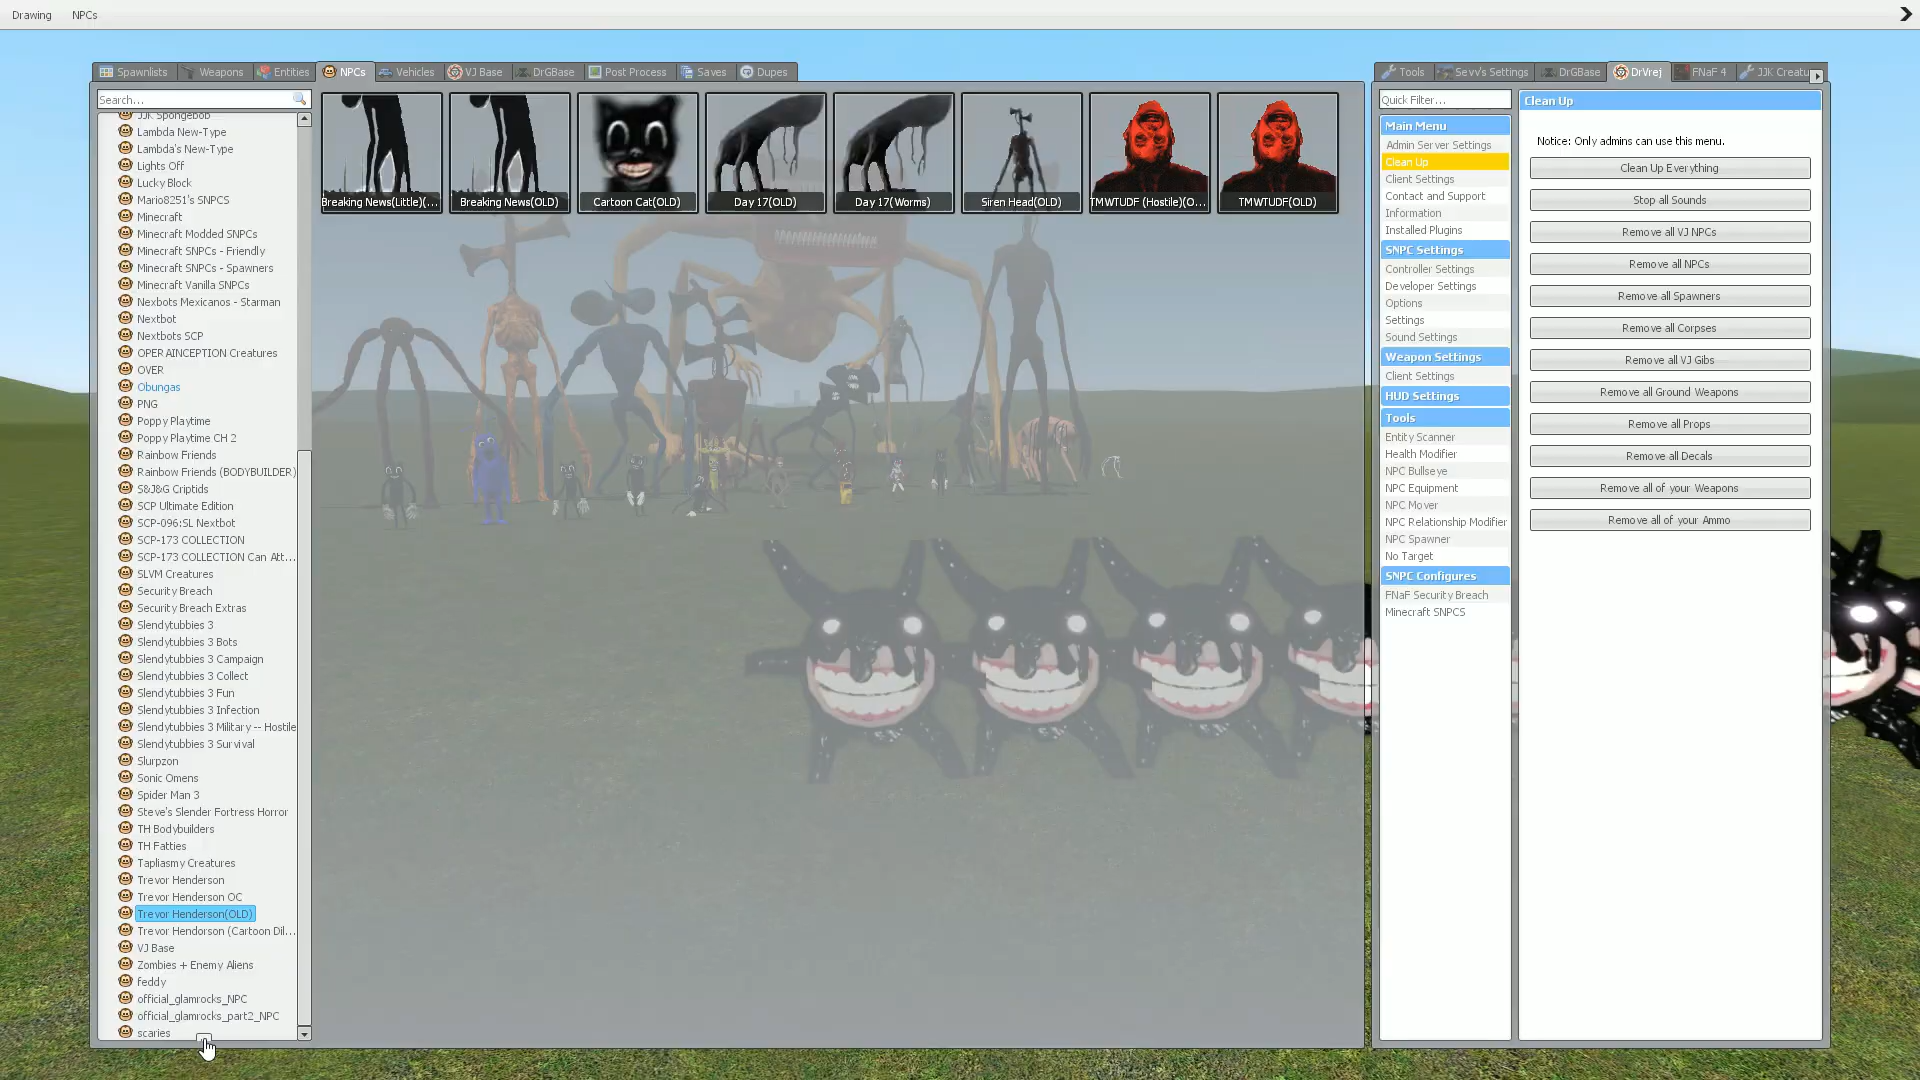 Drawing NPCs
Spawnlists Weapons Entities NPCs Vehicles VJ Base DrGBase Post Process Saves Dupes
Search...
JJK Spongebob
Lambda New-Type
Lambda's New-Type
Lights Off
Lucky Block
Mario8251's SNPCS
Minecraft
Minecraft Modded SNPCs
Minecraft SNPCs - Friendly
Minecraft SNPCs - Spawners
Minecraft Vanilla SNPCs
Nexbots Mexicanos - Starman
Nextbot
Nextbots SCP
OPERAINCEPTION Creatures
OVER
Obungas
PNG
Poppy Playtime
Poppy Playtime CH 2
Rainbow Friends
Rainbow Friends (BODYBUILDER)
S&J&G Criptids
SCP Ultimate Edition
SCP-096:SL Nextbot
SCP-173 COLLECTION
SCP-173 COLLECTION Can Att...
SLVM Creatures
Security Breach
Security Breach Extras
Slendytubbies 3
Slendytubbies 3 Bots
Slendytubbies 3 Campaign
Slendytubbies 3 Collect
Slendytubbies 3 Fun
Slendytubbies 3 Infection
Slendytubbies 3 Military -- Hostile
Slendytubbies 3 Survival
Slurpzon
Sonic Omens
Spider Man 3
Steve's Slender Fortress Horror
TH Bodybuilders
TH Fatties
Tapliasmy Creatures
Trevor Henderson
Trevor Henderson OC
Trevor Henderson(OLD)
Trevor Hendorson (Cartoon Dil...
VJ Base
Zombies + Enemy Aliens
feddy
official_glamrocks_NPC
official_glamrocks_part2_NPC
scaries
Breaking News(Little)(...
Breaking News(OLD)
Cartoon Cat(OLD)
Day 17(OLD)
Day 17(Worms)
Siren Head(OLD)
TMWTUDF (Hostile)(O...
TMWTUDF(OLD)
Tools Sevv's Settings DrGBase DrVrej FNaF 4 JJK Creatu
Quick Filter...
Main Menu
Admin Server Settings
Clean Up
Client Settings
Contact and Support
Information
Installed Plugins
SNPC Settings
Controller Settings
Developer Settings
Options
Settings
Sound Settings
Weapon Settings
Client Settings
HUD Settings
Tools
Entity Scanner
Health Modifier
NPC Bullseye
NPC Equipment
NPC Mover
NPC Relationship Modifier
NPC Spawner
No Target
SNPC Configures
FNaF Security Breach
Minecraft SNPCS
Clean Up
Notice: Only admins can use this menu.
Clean Up Everything
Stop all Sounds
Remove all VJ NPCs
Remove all NPCs
Remove all Spawners
Remove all Corpses
Remove all VJ Gibs
Remove all Ground Weapons
Remove all Props
Remove all Decals
Remove all of your Weapons
Remove all of your Ammo